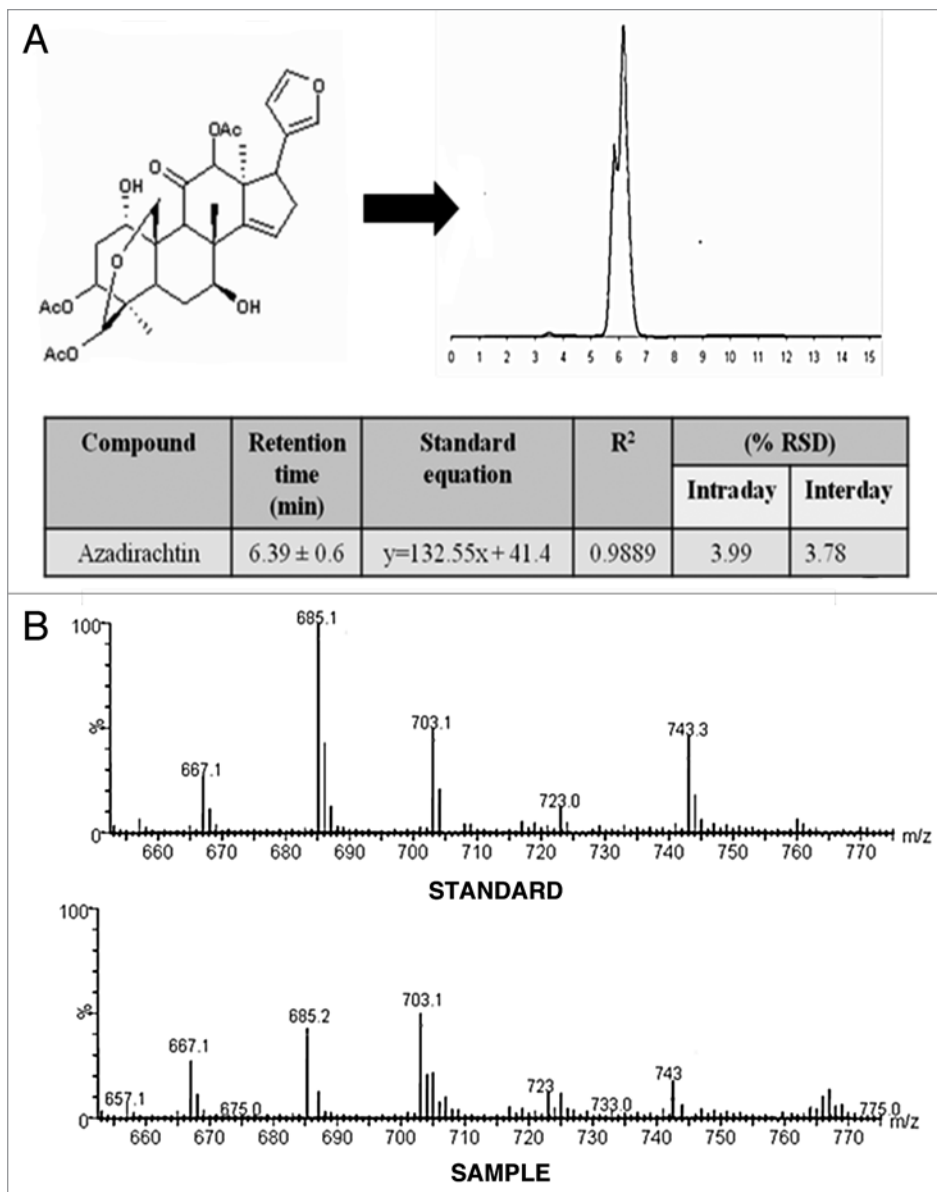 A
O
OAc
O
OH
O
OH
AcO
AcO
0 1 2 3 4 5 6 7 8 9 10 11 12 13 14 15
Compound Retention time (min) Standard equation R² (% RSD)
Intraday Interday
Azadirachtin 6.39 ± 0.6 y=132.55x + 41.4 0.9889 3.99 3.78
B
100
%
0
685.1
703.1
743.3
667.1
723.0
660 670 680 690 700 710 720 730 740 750 760 770 m/z
STANDARD
100
%
0
703.1
685.2
667.1
743
723
657.1
675.0
733.0
775.0
660 670 680 690 700 710 720 730 740 750 760 770 m/z
SAMPLE